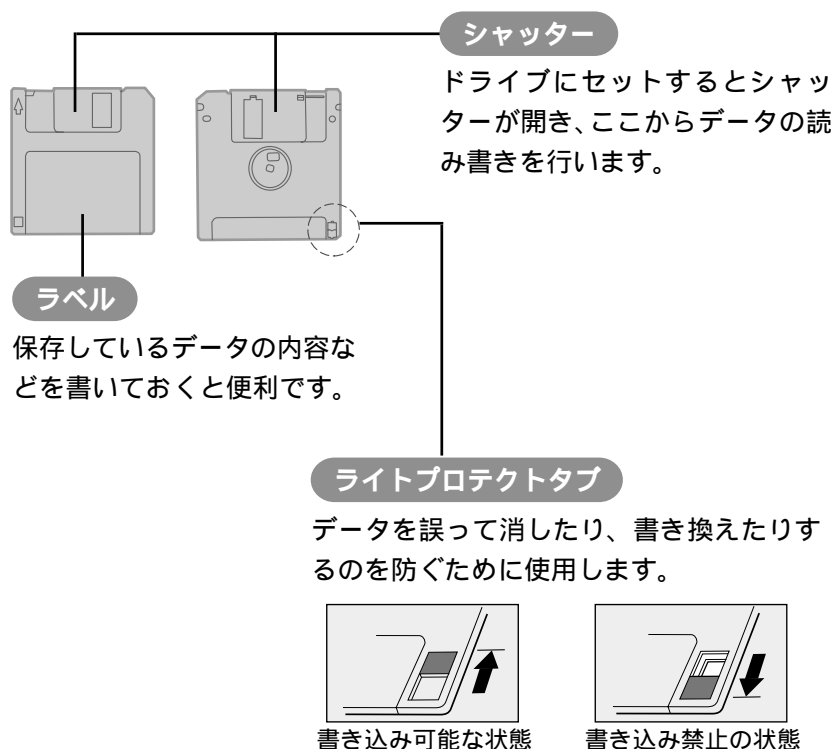 シャッター
ドライブにセットするとシャッ
ターが開き、ここからデータの読
み書きを行います。
ラベル
保存しているデータの内容な
どを書いておくと便利です。
ライトプロテクトタブ
データを誤って消したり、書き換えたりす
るのを防ぐために使用します。
書き込み可能な状態
書き込み禁止の状態